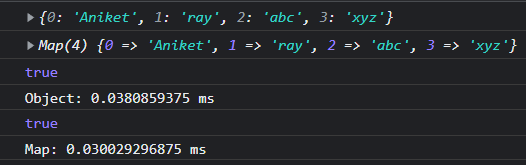 ▶{0: 'Aniket', 1: 'ray', 2: 'abc', 3: 'xyz'}
▶Map(4) {0 => 'Aniket', 1 => 'ray', 2 => 'abc', 3 => 'xyz'}
true
Object: 0.0380859375 ms
true
Map: 0.030029296875 ms